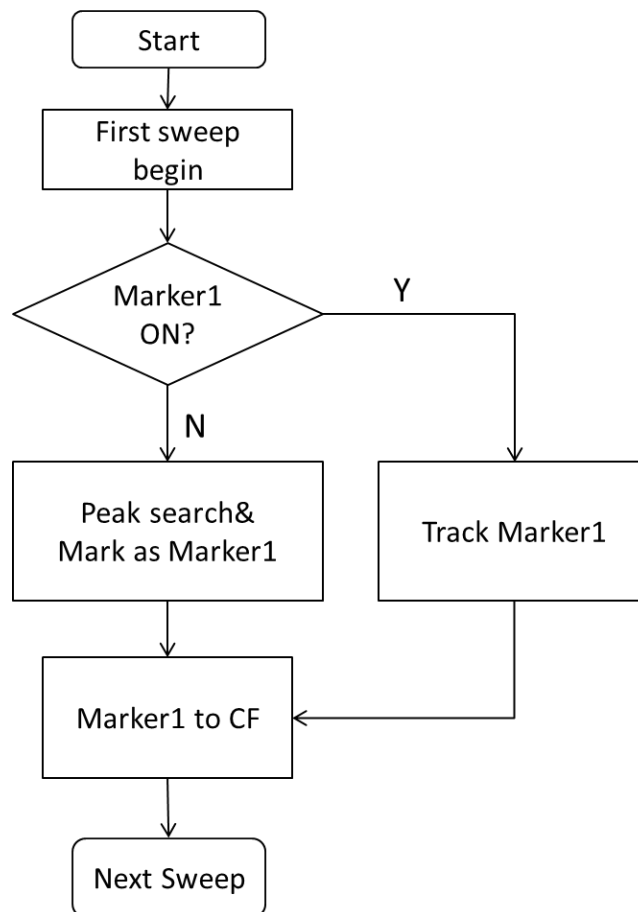 Start
First sweep
begin
Marker1
ON?
Y
N
Peak search&
Mark as Marker1
Track Marker1
Marker1 to CF
Next Sweep